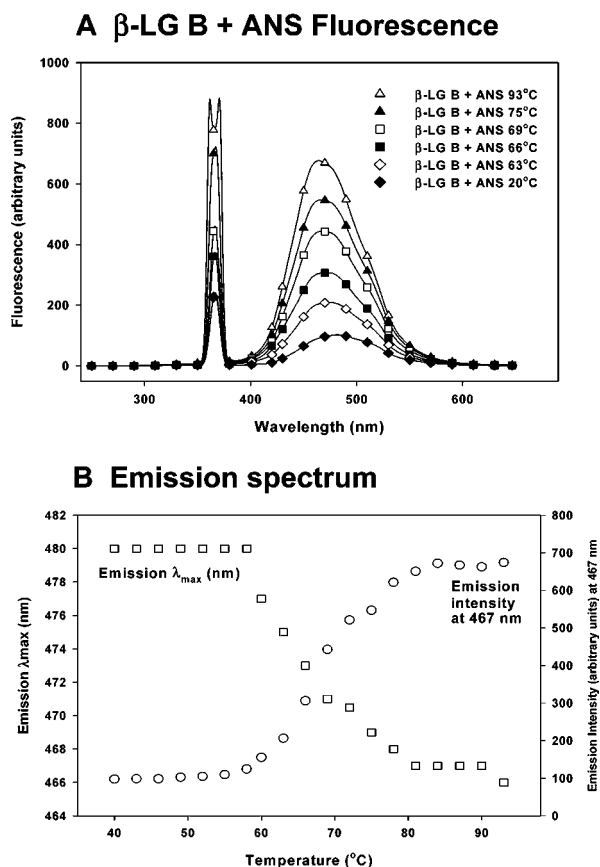 A β-LG B + ANS Fluorescence
1000
800
600
400
200
0
Fluorescence (arbitrary units)
β-LG B + ANS 93°C
β-LG B + ANS 75°C
β-LG B + ANS 69°C
β-LG B + ANS 66°C
β-LG B + ANS 63°C
β-LG B + ANS 20°C
300
400
500
600
Wavelength (nm)
B Emission spectrum
482
480
478
476
474
472
470
468
466
464
Emission λmax (nm)
Emission λmax (nm)
Emission
intensity
at 467 nm
800
700
600
500
400
300
200
100
0
Emission Intensity (arbitrary units) at 467 nm
40
50
60
70
80
90
Temperature (°C)